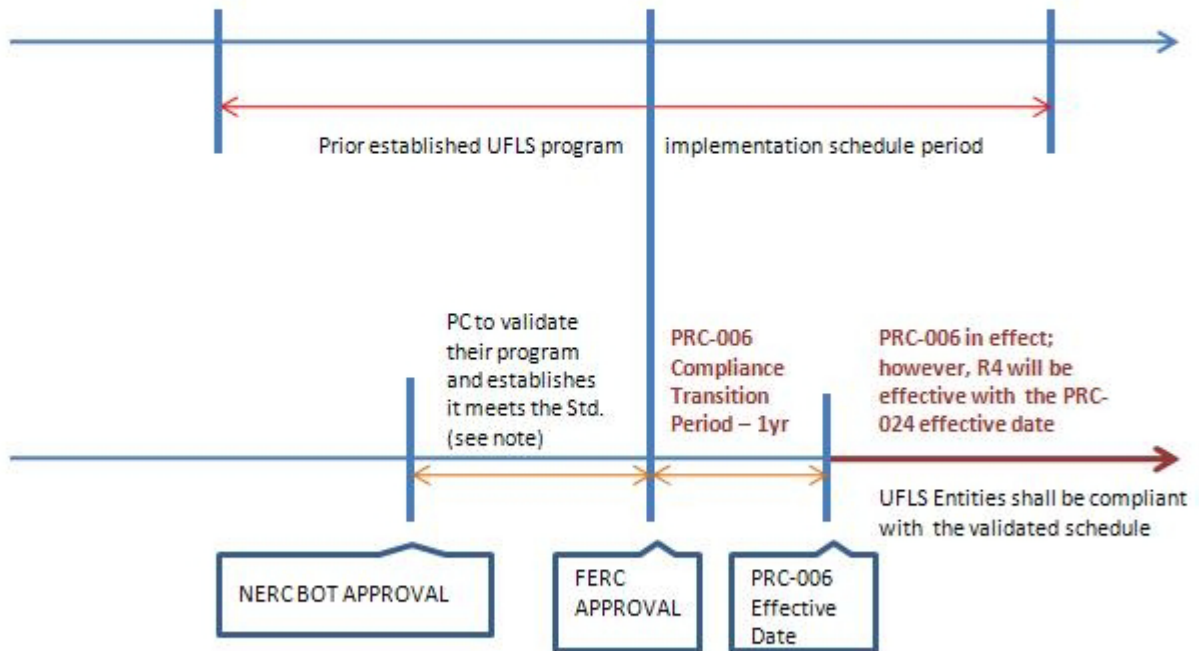 Prior established UFLS program implementation schedule period
PC to validate
their program
and establishes
it meets the Std.
(see note)
PRC-006
Compliance
Transition
Period – 1yr
PRC-006 in effect;
however, R4 will be
effective with the PRC-
024 effective date
UFLS Entities shall be compliant
with the validated schedule
NERC BOT APPROVAL
FERC
APPROVAL
PRC-006
Effective
Date